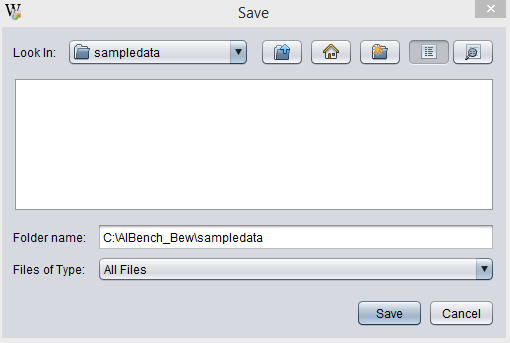 Save
Look In: sampledata
Folder name: C:\AIBench_Bew\sampledata
Files of Type: All Files
Save Cancel